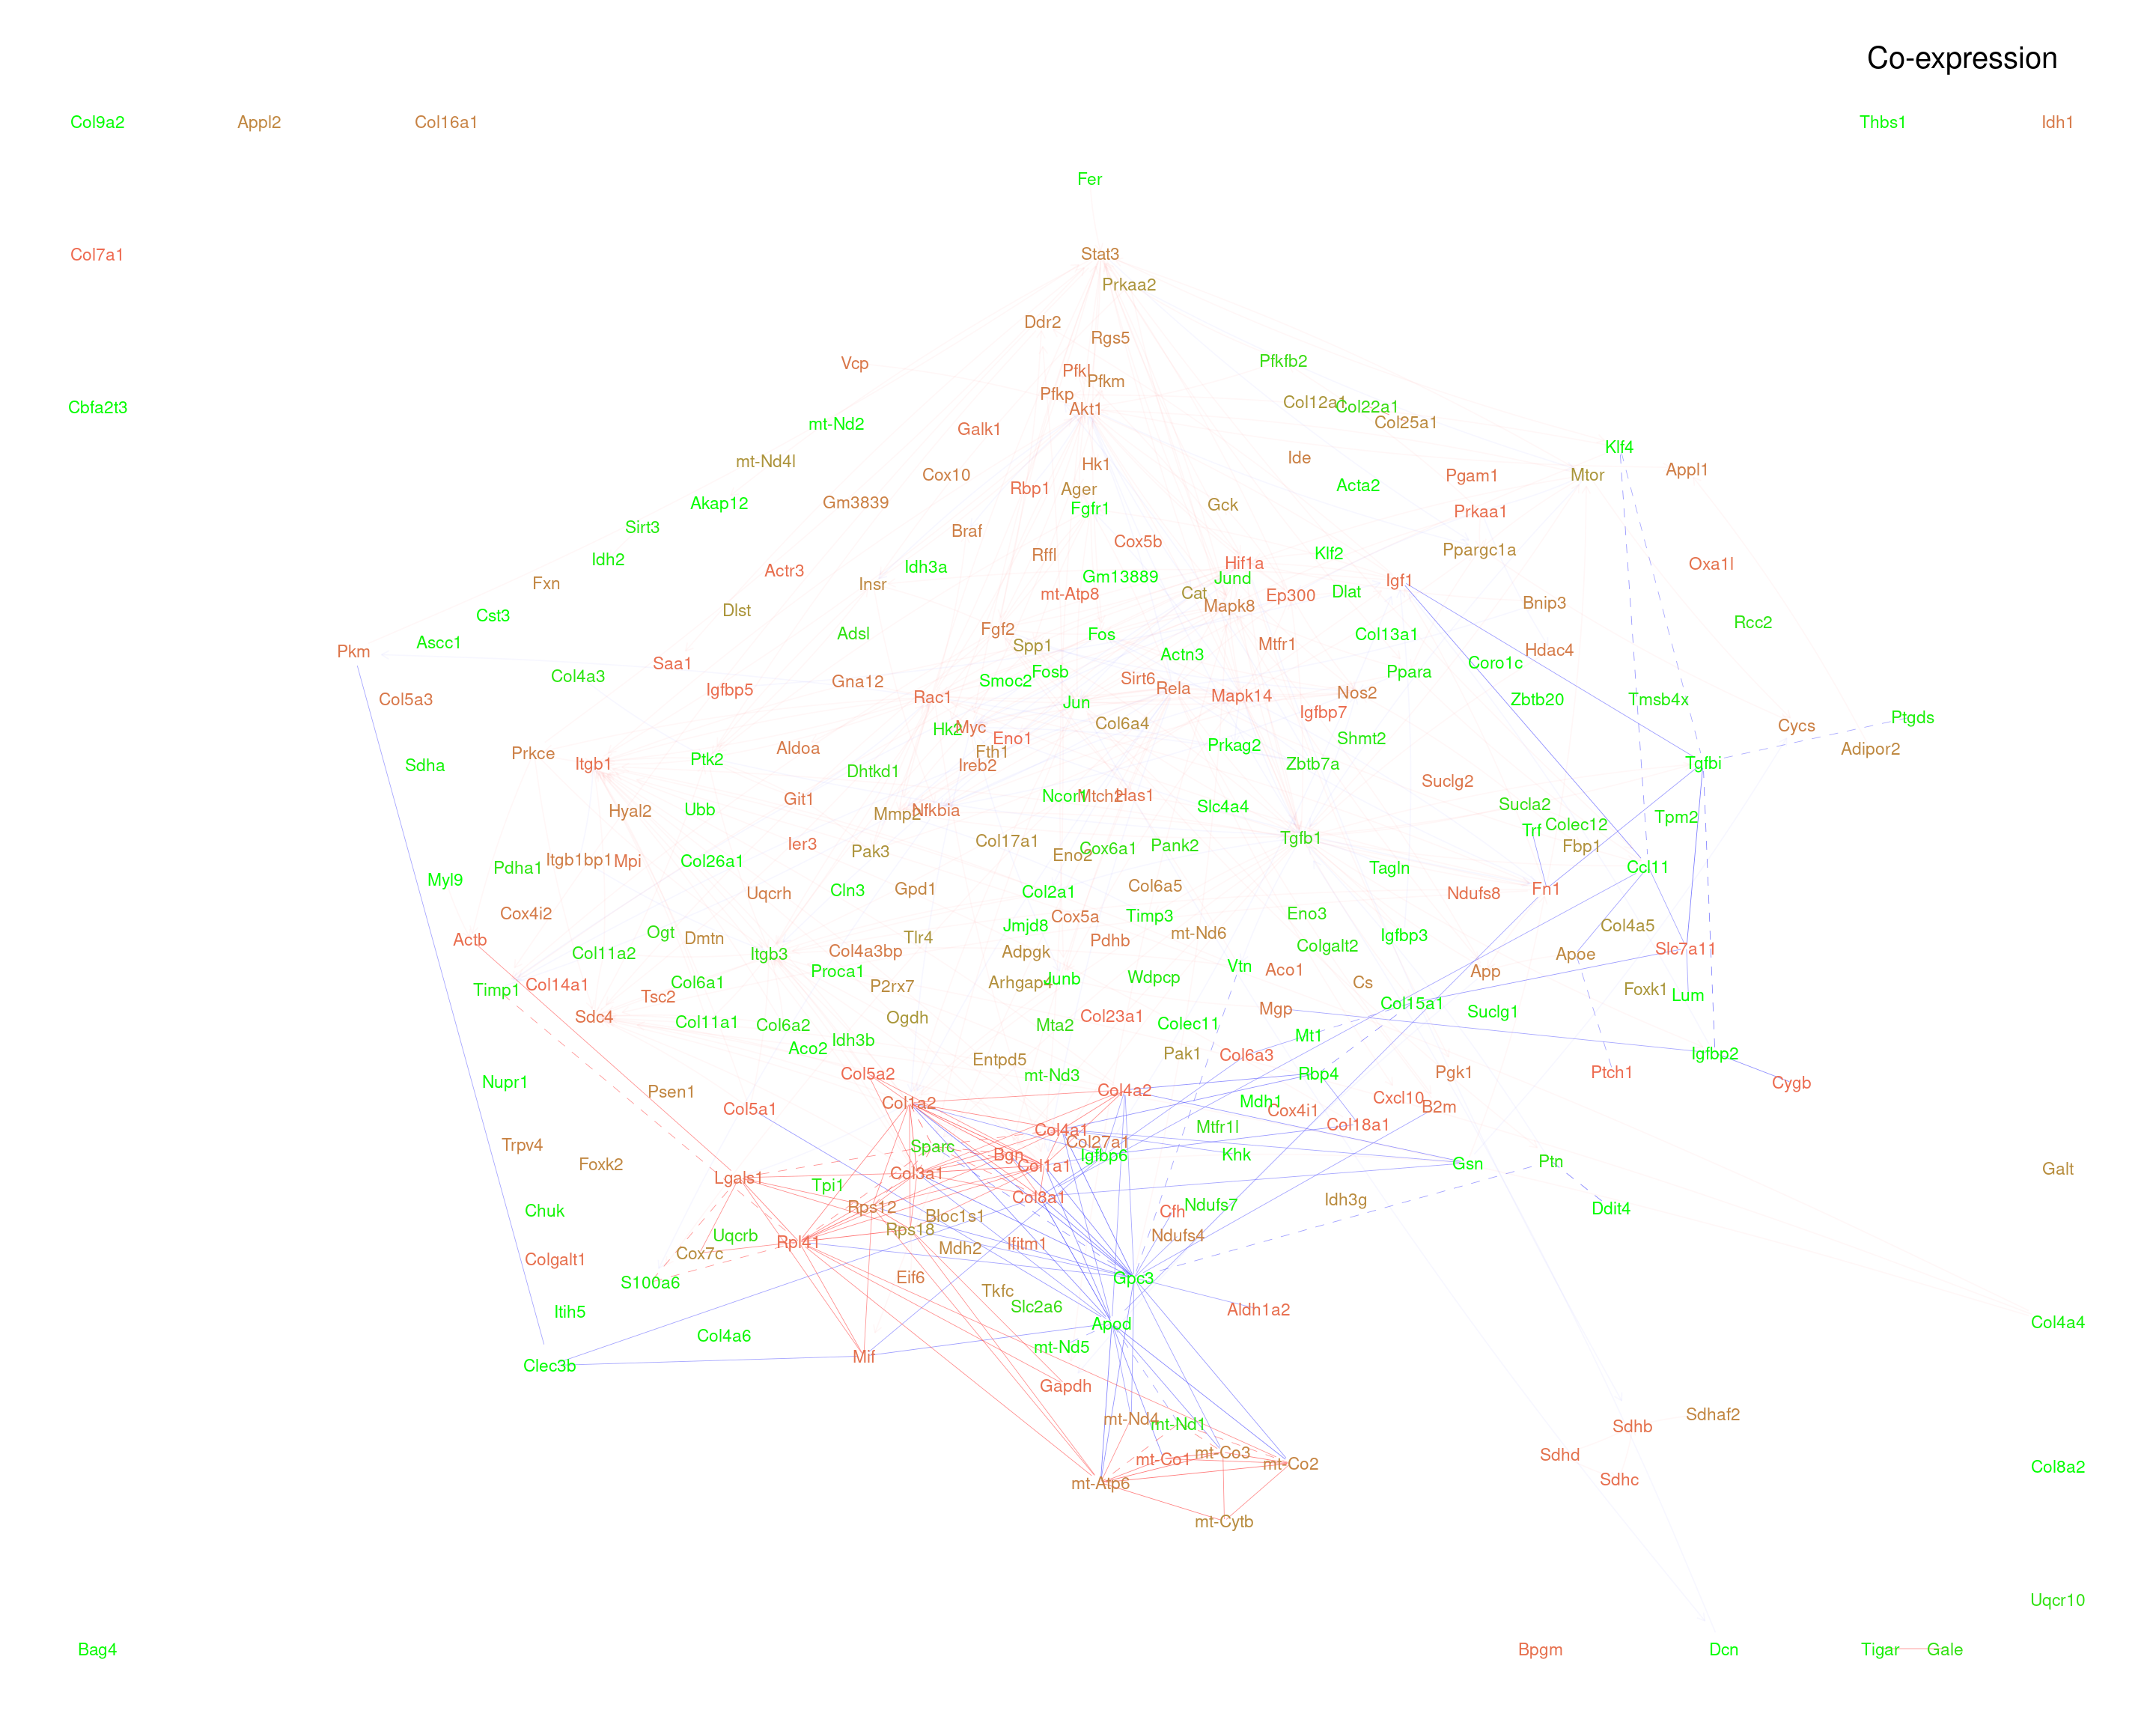 Co-expression
Col9a2
Appl2
Col16a1
Thbs1
Idh1
Fer
Col7a1
Stat3
Prkaa2
Ddr2
Rgs5
Vcp
Pfkfb2
Pfkl
Pfkm
Pfkp
Cbfa2t3
Akt1
Col12a1
Col22a1
Col25a1
mt-Nd2
Galk1
Klf4
mt-Nd4l
Cox10
Hk1
Ide
Mtor
Appl1
Pgam1
Akap12
Gm3839
Rbp1
Ager
Fgfr1
Gck
Acta2
Prkaa1
Sirt3
Braf
Idh2
Cox5b
Rffl
Klf2
Ppargc1a
Fxn
Actr3
Insr
Idh3a
Gm13889
Hif1a
Jund
Igf1
Oxa1l
Cst3
Dlst
mt-Atp8
Cat
Mapk8
Ep300
Dlat
Bnip3
Rcc2
Ascc1
Adsl
Fgf2
Spp1
Fos
Mtfr1
Col13a1
Hdac4
Pkm
Saa1
Actn3
Coro1c
Col4a3
Igfbp5
Gna12
Smoc2
Fosb
Sirt6
Rela
Ppara
Col5a3
Rac1
Jun
Mapk14
Nos2
Igfbp7
Zbtb20
Tmsb4x
Ptgds
Hk2
Myc
Eno1
Col6a4
Cycs
Prkce
Itgb1
Ptk2
Aldoa
Fth1
Ireb2
Prkag2
Shmt2
Adipor2
Sdha
Dhtkd1
Zbtb7a
Tgfbi
Suclg2
Hyal2
Ubb
Git1
Mmp2
Nfkbia
Ncor1
Mtch2
Has1
Slc4a4
Sucla2
Tpm2
Ier3
Pak3
Col17a1
Eno2
Cox6a1
Pank2
Tgfb1
Trf
Colec12
Fbp1
Myl9
Pdha1
Itgb1bp1
Mpi
Col26a1
Tagln
Ccl11
Uqcrh
Cln3
Gpd1
Col2a1
Col6a5
Ndufs8
Fn1
Cox4i2
Ogt
Jmjd8
Cox5a
Timp3
Eno3
Col4a5
Actb
Col11a2
Dmtn
Itgb3
Col4a3bp
Tlr4
Adpgk
Pdhb
mt-Nd6
Colgalt2
Igfbp3
Slc7a11
Timp1
Col14a1
Tsc2
Col6a1
Proca1
P2rx7
Arhgap4
Junb
Wdpcp
Vtn
Aco1
Cs
App
Apoe
Foxk1
Lum
Sdc4
Col11a1
Col6a2
Ogdh
Mta2
Col23a1
Colec11
Mgp
Col15a1
Suclg1
Aco2
Idh3b
Entpd5
Pak1
Col6a3
Mt1
Igfbp2
Nupr1
Psen1
Col5a2
mt-Nd3
Rbp4
Pgk1
Ptch1
Cygb
Col5a1
Col1a2
Col4a2
Mdh1
Cox4i1
Cxcl10
B2m
Trpv4
Foxk2
Sparc
Col4a1
Col27a1
Mtfr1l
Col18a1
Lgals1
Col3a1
Bgn
Col1a1
Igfbp6
Khk
Gsn
Ptn
Galt
Chuk
Tpi1
Rps12
Col8a1
Idh3g
Ddit4
Colgalt1
Uqcrb
Cox7c
Rpl41
Rps18
Bloc1s1
Mdh2
Ifitm1
Cfh
Ndufs7
Ndufs4
S100a6
Eif6
Gpc3
Itih5
Tkfc
Slc2a6
Aldh1a2
Col4a6
Apod
Col4a4
Clec3b
Mif
mt-Nd5
Gapdh
mt-Nd4
mt-Nd1
Sdhb
Sdhaf2
mt-Atp6
mt-Co1
mt-Co3
mt-Co2
Sdhd
Sdhc
Col8a2
mt-Cytb
Uqcr10
Bag4
Bpgm
Dcn
Tigar
Gale